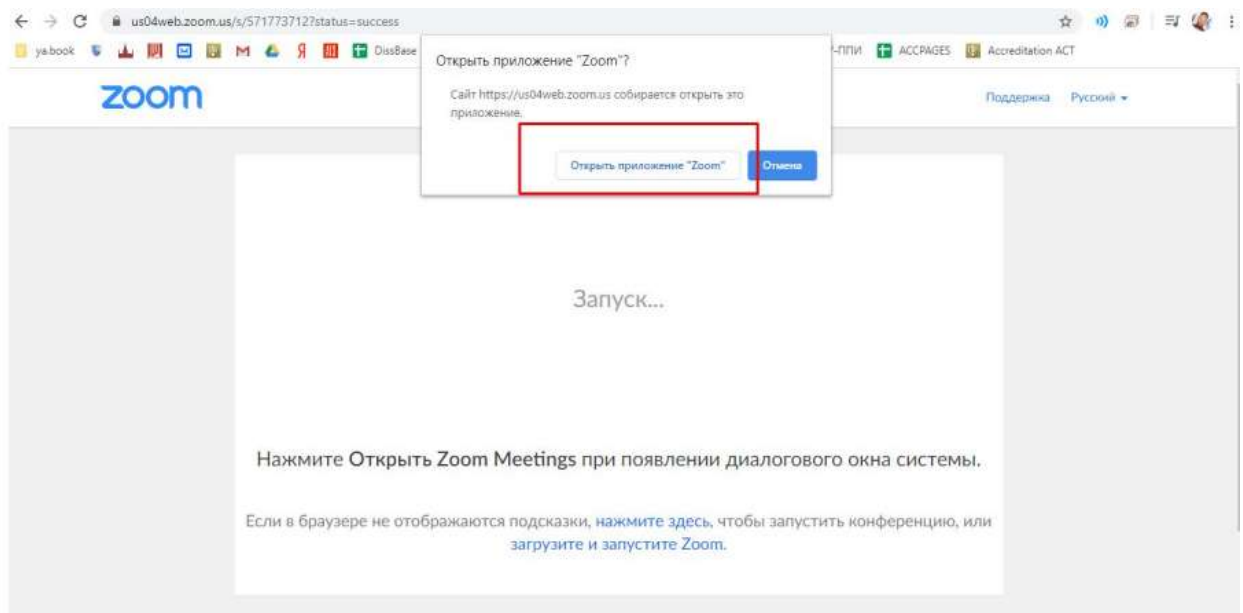 us04web.zoom.us/s/571773712?status=success
ya.book
M
Я
DissBase
-ППИ
ACCPAGES
Accreditation ACT
Открыть приложение "Zoom"?
Сайт https://us04web.zoom.us собирается открыть это
приложение.
Открыть приложение "Zoom"
Отмена
zoom
Поддержка
Русский
Запуск...
Нажмите Открыть Zoom Meetings при появлении диалогового окна системы.
Если в браузере не отображаются подсказки, нажмите здесь, чтобы запустить конференцию, или
загрузите и запустите Zoom.